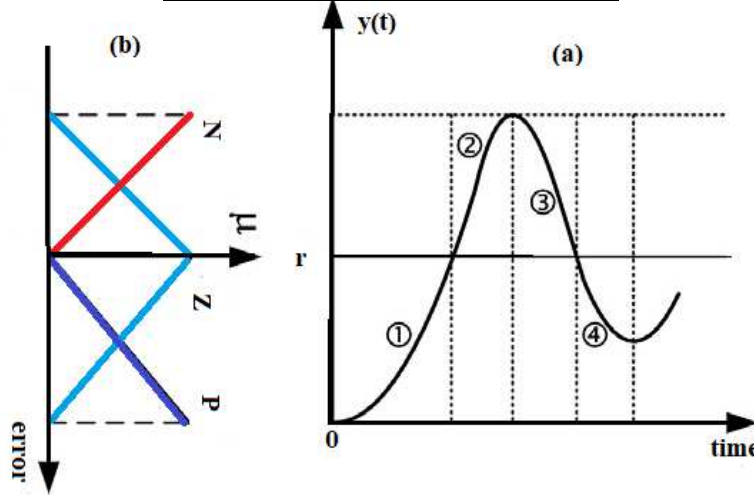 (b)
N
μ
Z
P
error
y(t)
(a)
②
③
r
①
④
0
time